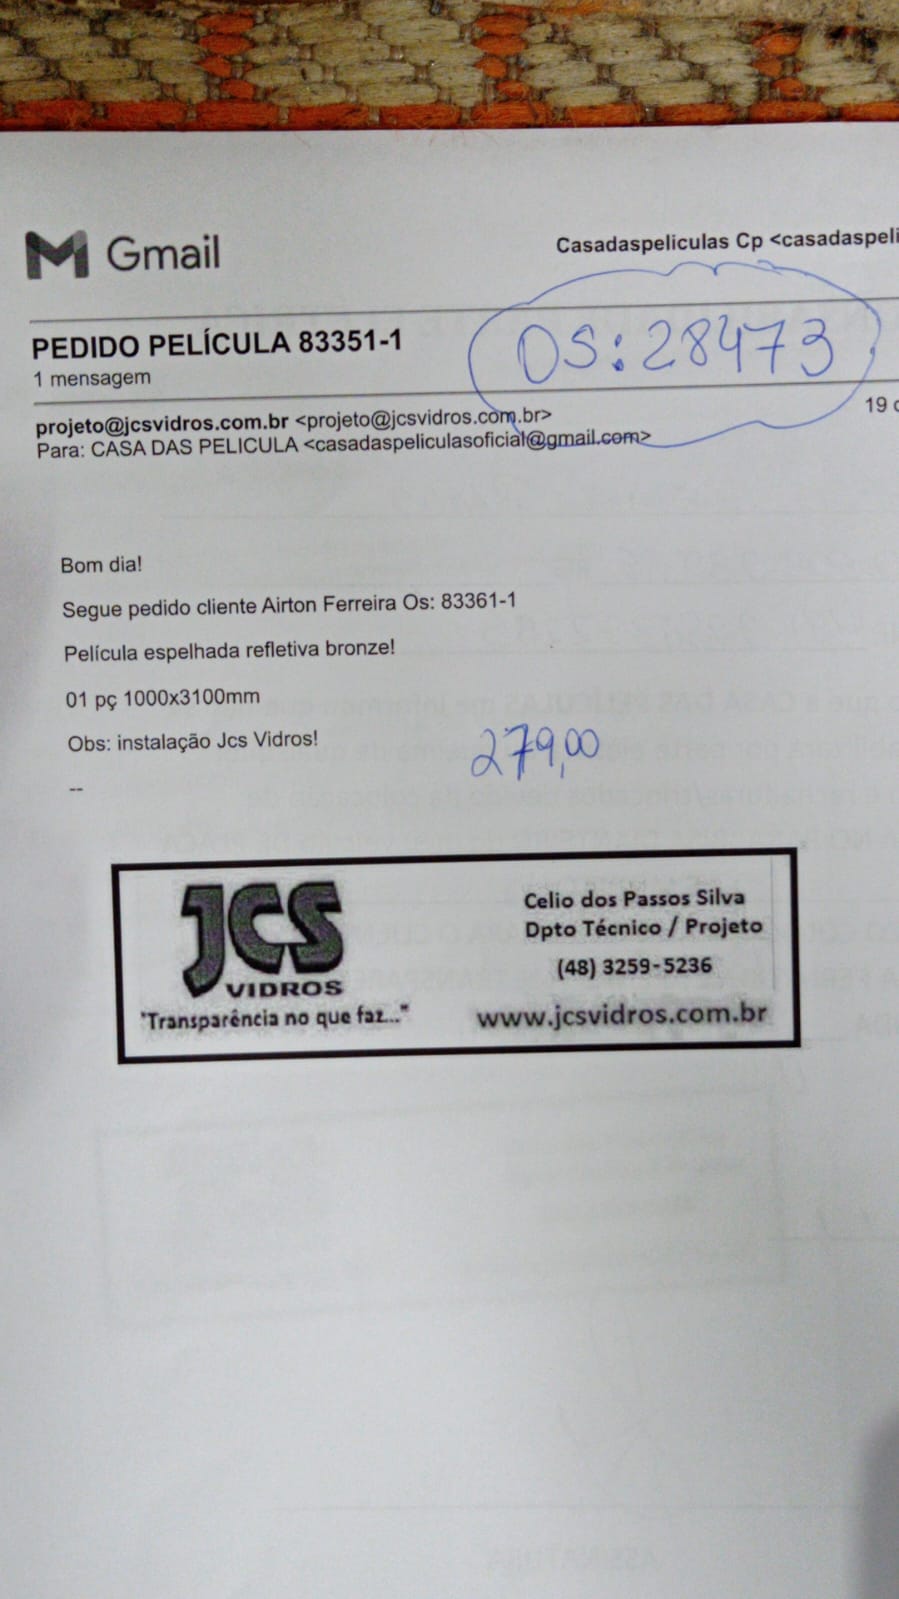 Gmail
Casadaspeliculas Cp <casadaspeli
PEDIDO PELÍCULA 83351-1
OS: 28473
1 mensagem
19
projeto@jcsvidros.com.br <projeto@jcsvidros.com.br>
Para: CASA DAS PELICULA <casadaspeliculasoficial@gmail.com>
Bom dia!
Segue pedido cliente Airton Ferreira Os: 83361-1
Película espelhada refletiva bronze!
01 pç 1000x3100mm
Obs: instalação Jcs Vidros!
279,00
--
JCS
VIDROS
"Transparência no que faz..."
Celio dos Passos Silva
Dpto Técnico / Projeto
(48) 3259-5236
www.jcsvidros.com.br